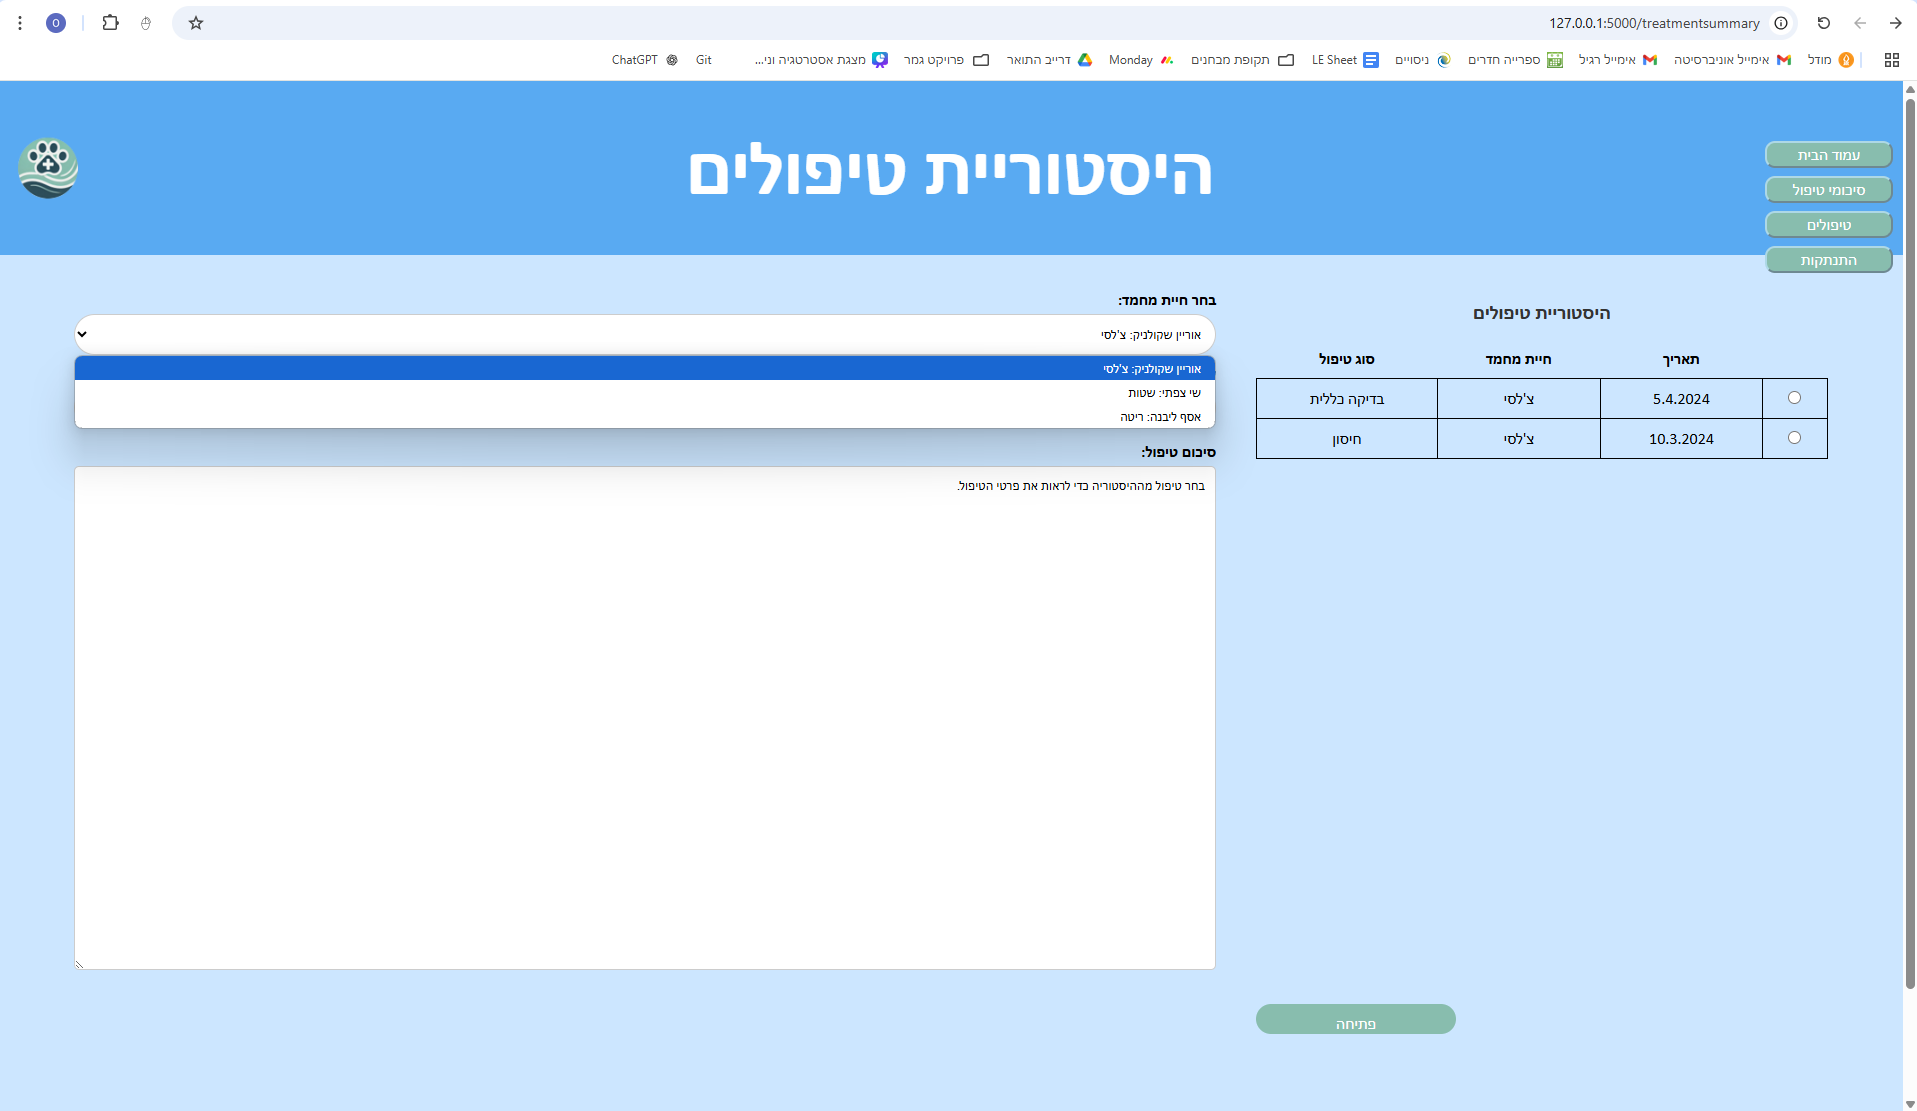 127.0.0.1:5000/treatmentsummary
O
מודל
אימייל אוניברסיטה
אימייל רגיל
ספרייה חדרים
ניסויים
LE Sheet
תקופת מבחנים
Monday
דרייב התואר
פרויקט גמר
מצגת אסטרטגיה וני...
Git
ChatGPT
היסטוריית טיפולים
עמוד הבית
סיכומי טיפול
טיפולים
התנתקות
היסטוריית טיפולים
תאריך חיית מחמד סוג טיפול
5.4.2024 צ'לסי בדיקה כללית
10.3.2024 צ'לסי חיסון
פתיחה
בחר חיית מחמד:
אוריין שקולניק: צ'לסי
אוריין שקולניק: צ'לסי
שי צפתי: שטות
אסף ליבנה: ריטה
סיכום טיפול:
בחר טיפול מההיסטוריה כדי לראות את פרטי הטיפול.